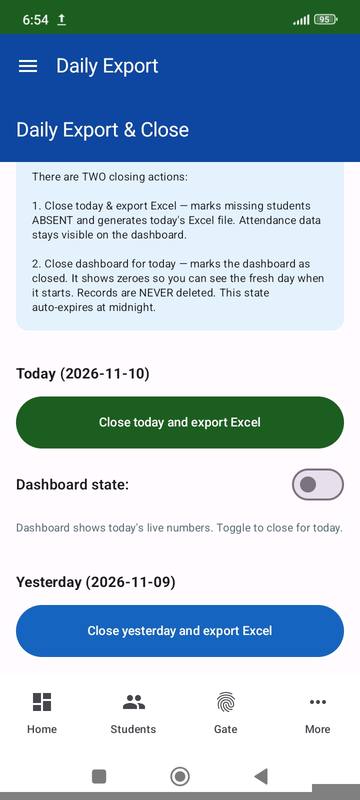 6:54
95
Daily Export
Daily Export & Close
There are TWO closing actions:
1. Close today & export Excel — marks missing students
ABSENT and generates today's Excel file. Attendance data
stays visible on the dashboard.
2. Close dashboard for today — marks the dashboard as
closed. It shows zeroes so you can see the fresh day when
it starts. Records are NEVER deleted. This state
auto-expires at midnight.
Today (2026-11-10)
Close today and export Excel
Dashboard state:
Dashboard shows today's live numbers. Toggle to close for today.
Yesterday (2026-11-09)
Close yesterday and export Excel
Home
Students
Gate
More